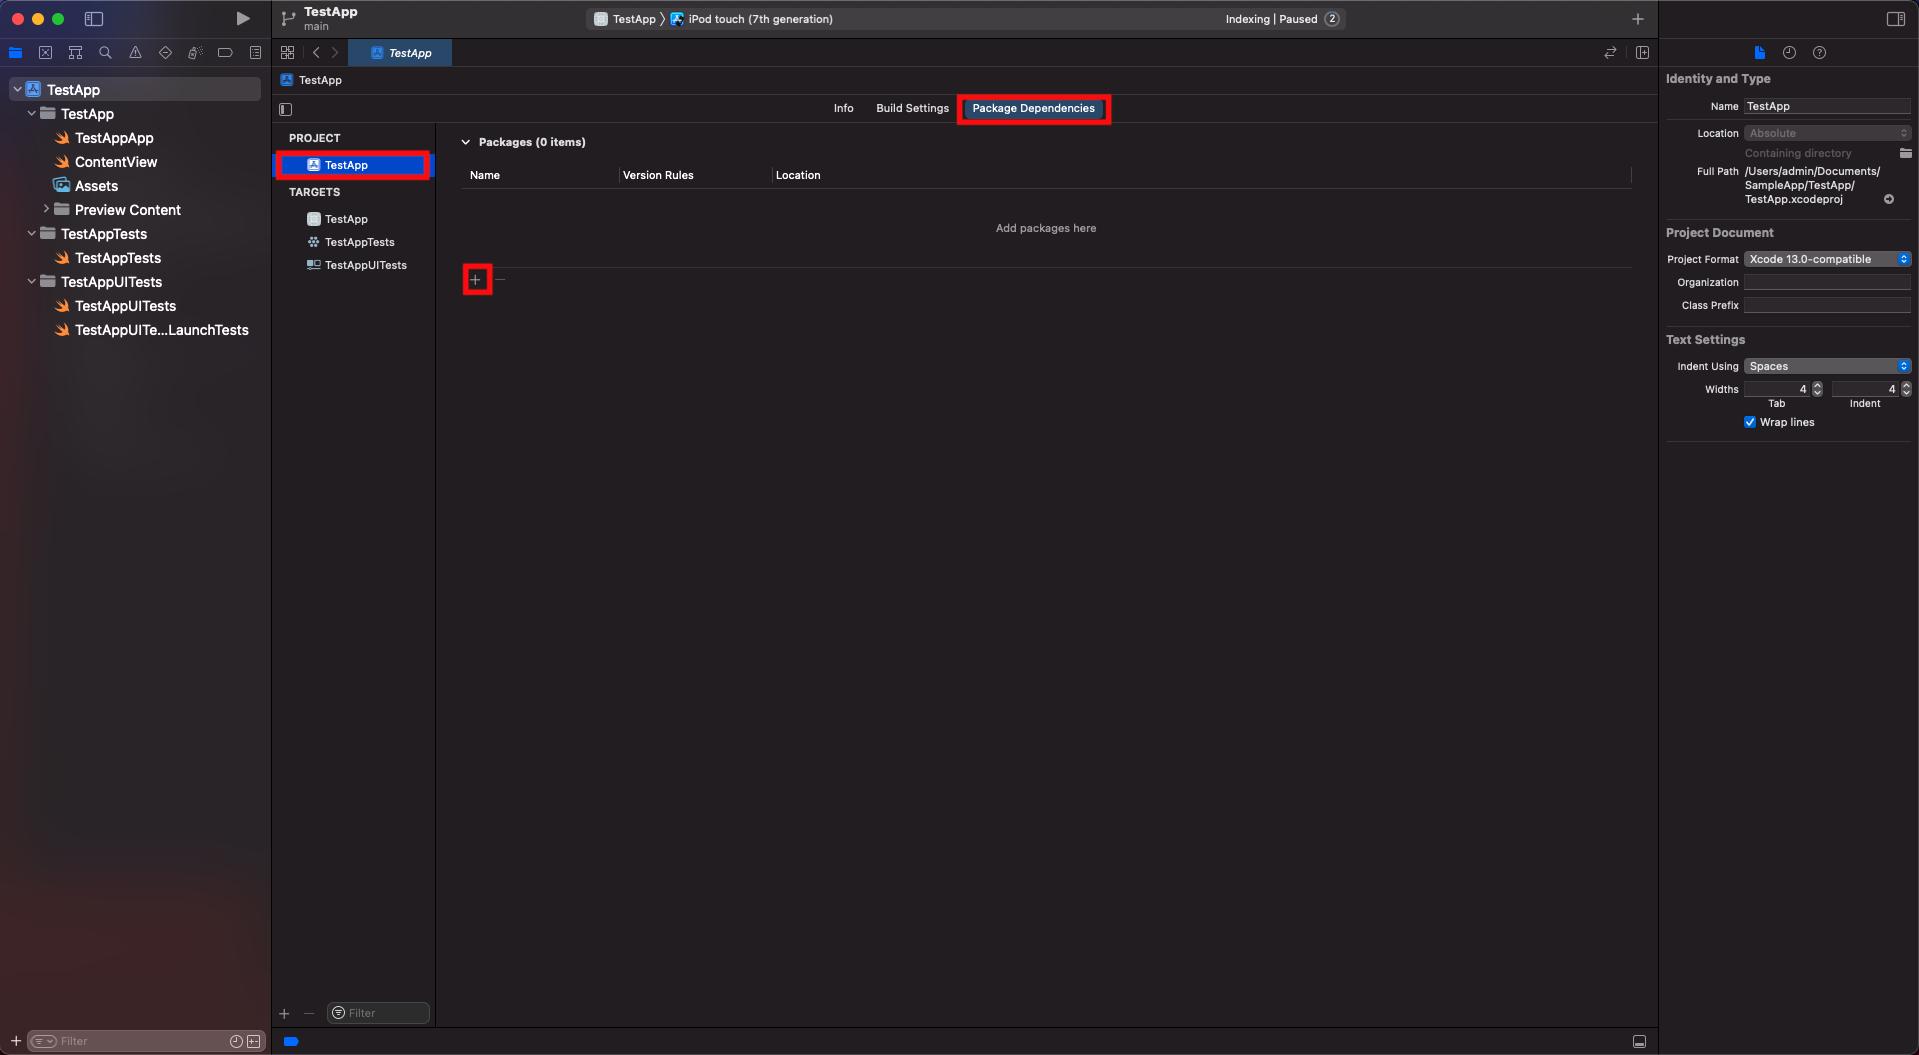 TestApp
main
TestApp
iPod touch (7th generation)
Indexing | Paused
2
TestApp
TestApp
TestApp
TestApp
TestAppApp
ContentView
Assets
Preview Content
TestAppTests
TestAppTests
TestAppUITests
TestAppUITests
TestAppUITe...LaunchTests
Filter
Info
Build Settings
Package Dependencies
PROJECT
TestApp
TARGETS
TestApp
TestAppTests
TestAppUITests
Filter
Packages (0 items)
Name
Version Rules
Location
Add packages here
Identity and Type
Name
TestApp
Location
Absolute
Containing directory
Full Path
/Users/admin/Documents/
SampleApp/TestApp/
TestApp.xcodeproj
Project Document
Project Format
Xcode 13.0-compatible
Organization
Class Prefix
Text Settings
Indent Using
Spaces
Widths
4
4
Tab
Indent
Wrap lines